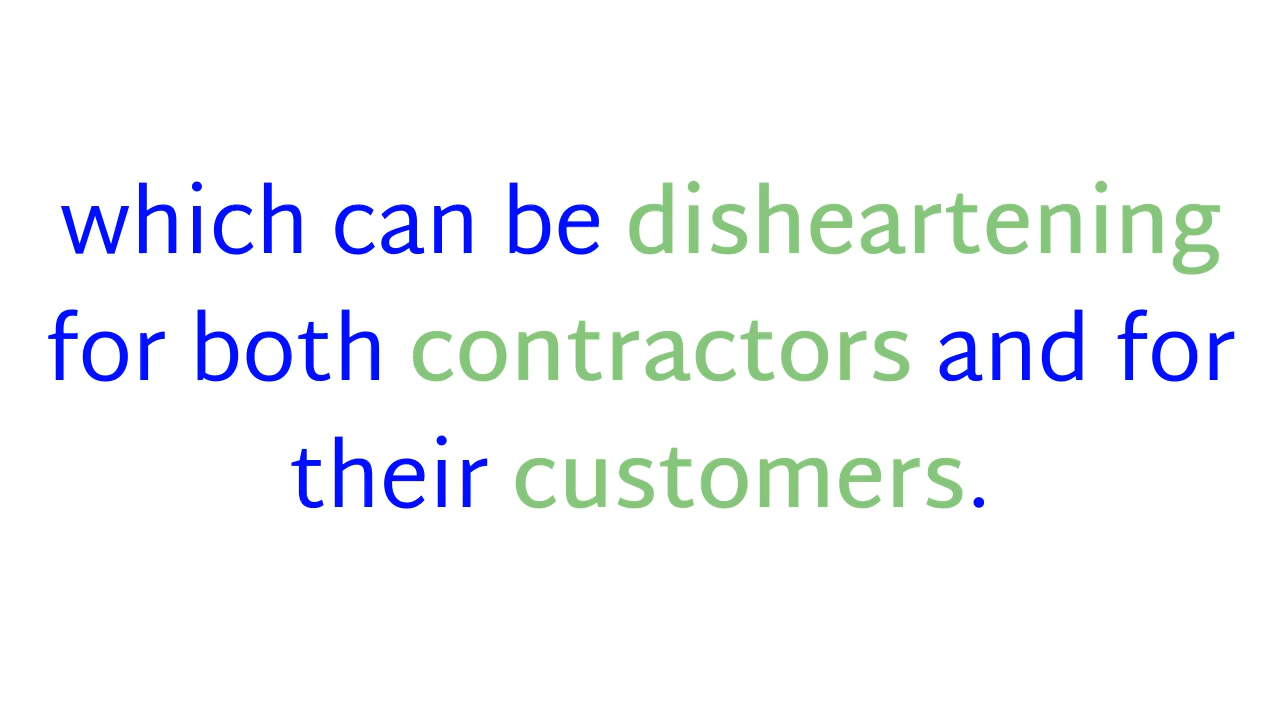 which can be disheartening
for both contractors and for
their customers.